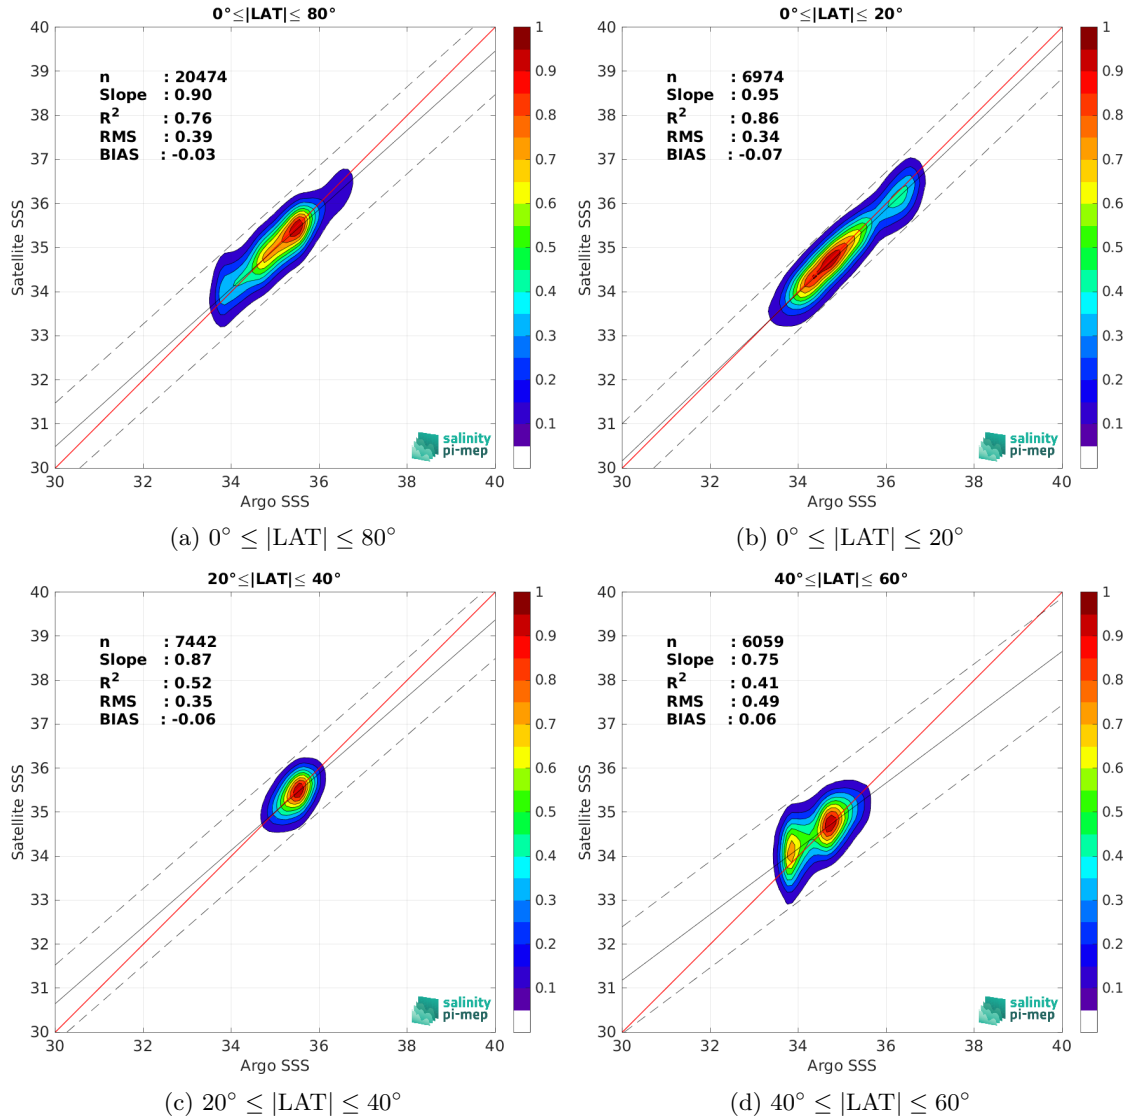 0°≤|LAT|≤ 80°
40
39
38
37
36
35
34
33
32
31
30
Satellite SSS
n : 20474
Slope : 0.90
R² : 0.76
RMS : 0.39
BIAS : -0.03
salinity
pi-mep
30 32 34 36 38 40
Argo SSS
1
0.9
0.8
0.7
0.6
0.5
0.4
0.3
0.2
0.1
(a) 0° ≤ |LAT| ≤ 80°
0°≤|LAT|≤ 20°
40
39
38
37
36
35
34
33
32
31
30
Satellite SSS
n : 6974
Slope : 0.95
R² : 0.86
RMS : 0.34
BIAS : -0.07
salinity
pi-mep
30 32 34 36 38 40
Argo SSS
1
0.9
0.8
0.7
0.6
0.5
0.4
0.3
0.2
0.1
(b) 0° ≤ |LAT| ≤ 20°
20°≤|LAT|≤ 40°
40
39
38
37
36
35
34
33
32
31
30
Satellite SSS
n : 7442
Slope : 0.87
R² : 0.52
RMS : 0.35
BIAS : -0.06
salinity
pi-mep
30 32 34 36 38 40
Argo SSS
1
0.9
0.8
0.7
0.6
0.5
0.4
0.3
0.2
0.1
(c) 20° ≤ |LAT| ≤ 40°
40°≤|LAT|≤ 60°
40
39
38
37
36
35
34
33
32
31
30
Satellite SSS
n : 6059
Slope : 0.75
R² : 0.41
RMS : 0.49
BIAS : 0.06
salinity
pi-mep
30 32 34 36 38 40
Argo SSS
1
0.9
0.8
0.7
0.6
0.5
0.4
0.3
0.2
0.1
(d) 40° ≤ |LAT| ≤ 60°